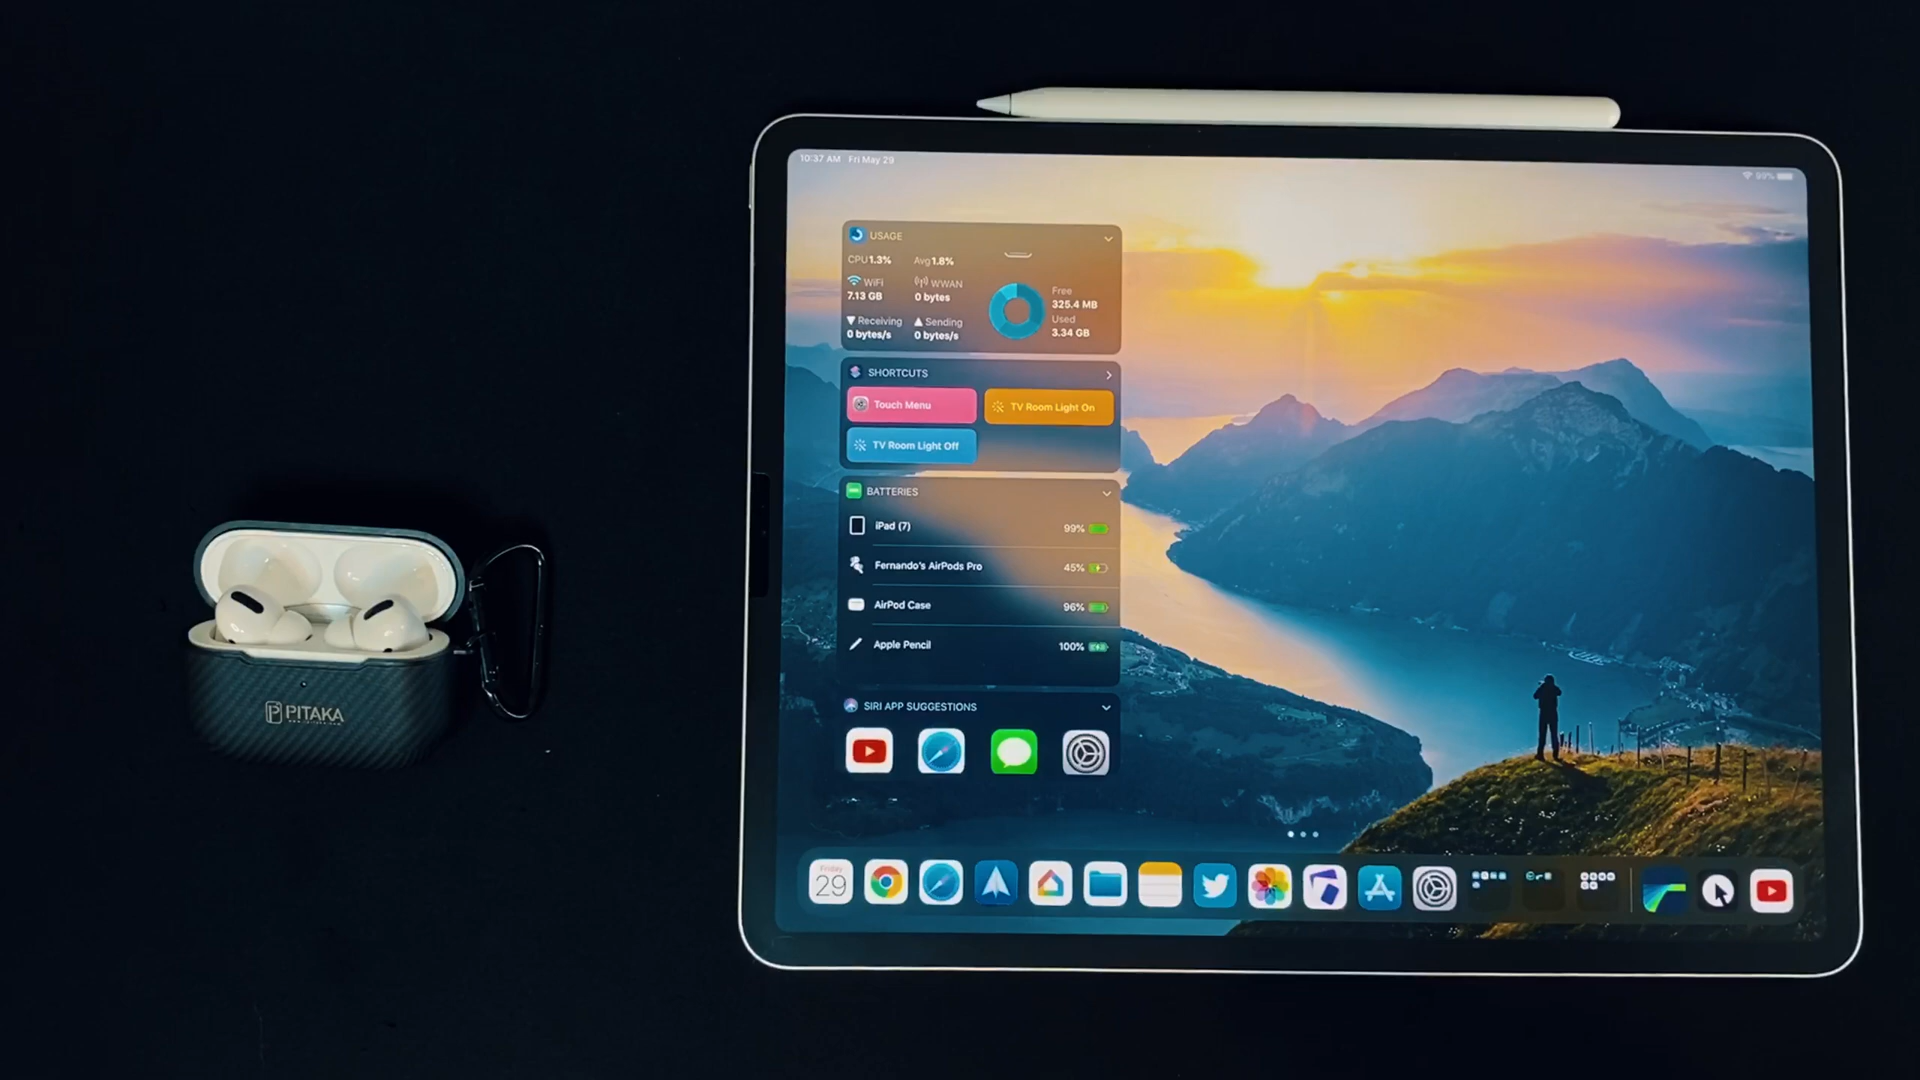 10:37 AM Fri May 29
99%
USAGE
CPU 1.3% Avg 1.8%
WiFi WWAN
7.13 GB 0 bytes
Receiving Sending
0 bytes/s 0 bytes/s
Free
325.4 MB
Used
3.34 GB
SHORTCUTS
Touch Menu TV Room Light On
TV Room Light Off
BATTERIES
iPad (7) 99%
Fernando's AirPods Pro 45%
AirPod Case 96%
Apple Pencil 100%
SIRI APP SUGGESTIONS
Friday
29
PITAKA